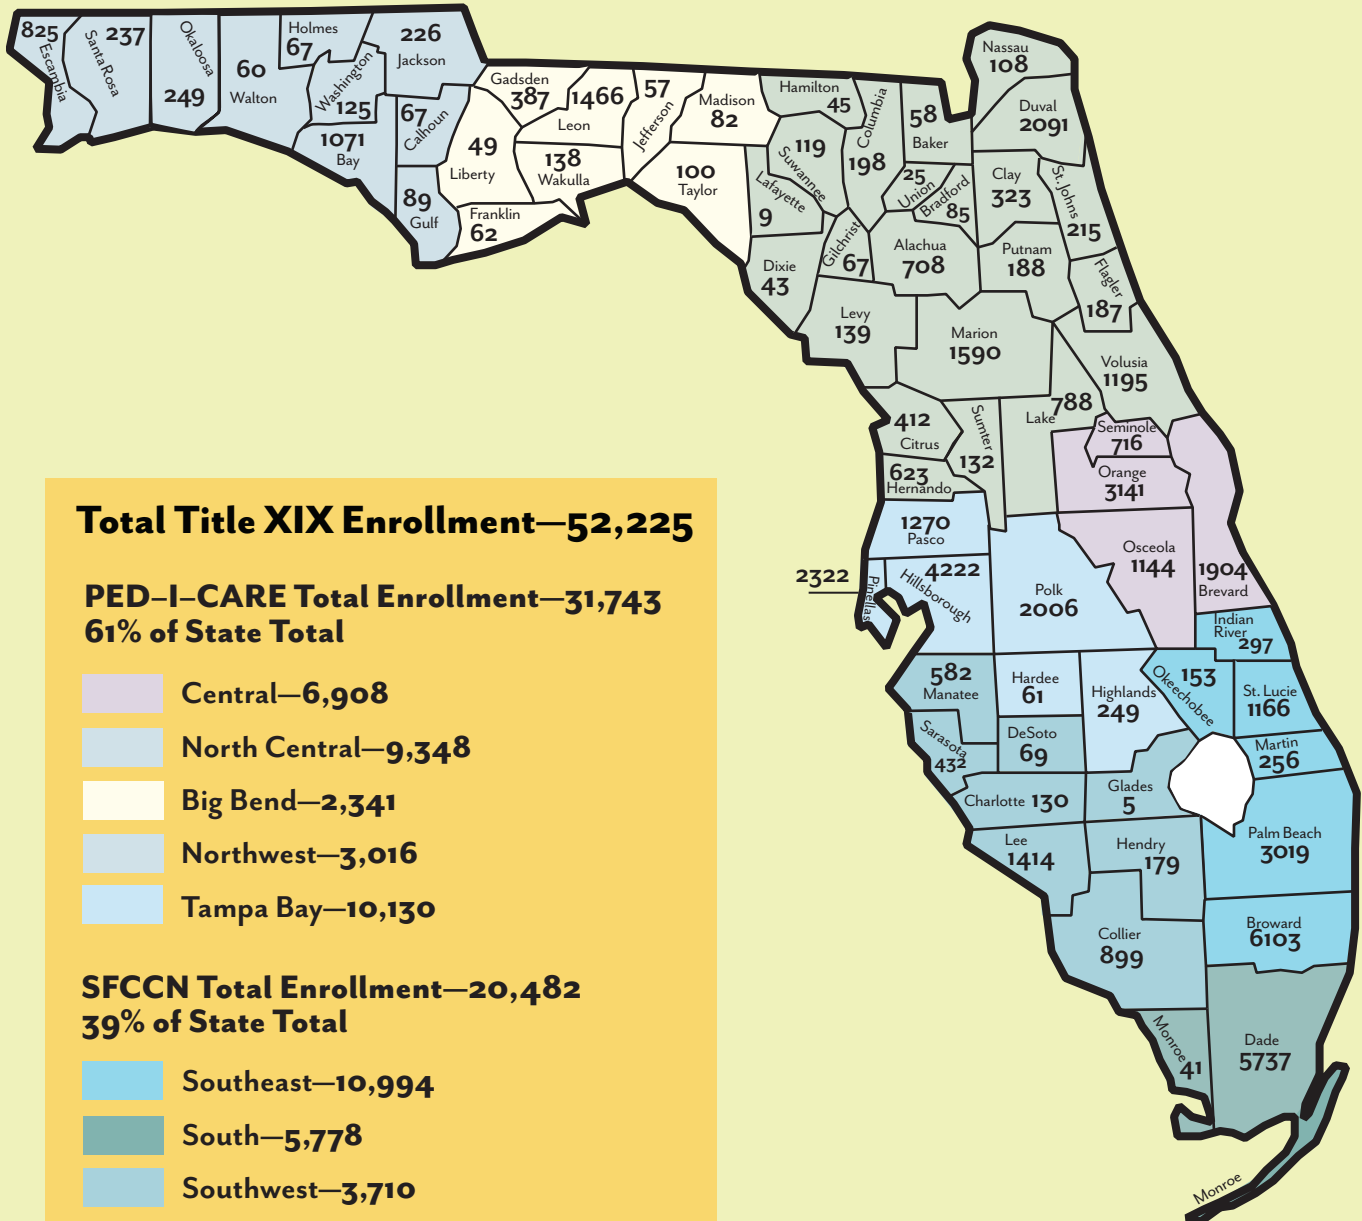 825
Escambia
237
Santa Rosa
Okaloosa
249
60
Walton
Holmes
67
Washington
125
226
Jackson
1071
Bay
67
Calhoun
89
Gulf
Gadsden
387
1466
Leon
57
Jefferson
Madison
82
49
Liberty
138
Wakulla
Franklin
62
100
Taylor
Hamilton
45
Columbia
198
119
Suwannee
Lafayette
9
58
Baker
Nassau
108
Duval
2091
25
Union
Bradford
85
Clay
323
St. Johns
215
Dixie
43
Gilchrist
67
Alachua
708
Putnam
188
Flagler
187
Levy
139
Marion
1590
Volusia
1195
412
Citrus
Sumter
132
Lake
788
Seminole
716
Orange
3141
623
Hernando
1270
Pasco
2322
Pinellas
4222
Hillsborough
Polk
2006
Osceola
1144
1904
Brevard
Indian
River
297
582
Manatee
Hardee
61
Highlands
249
153
Okeechobee
St. Lucie
1166
Sarasota
432
DeSoto
69
Martin
256
Charlotte 130
Glades
5
Lee
1414
Hendry
179
Palm Beach
3019
Collier
899
Broward
6103
Monroe
41
Dade
5737
Monroe
Total Title XIX Enrollment—52,225
PED–I–CARE Total Enrollment—31,743
61% of State Total
Central—6,908
North Central—9,348
Big Bend—2,341
Northwest—3,016
Tampa Bay—10,130
SFCCN Total Enrollment—20,482
39% of State Total
Southeast—10,994
South—5,778
Southwest—3,710